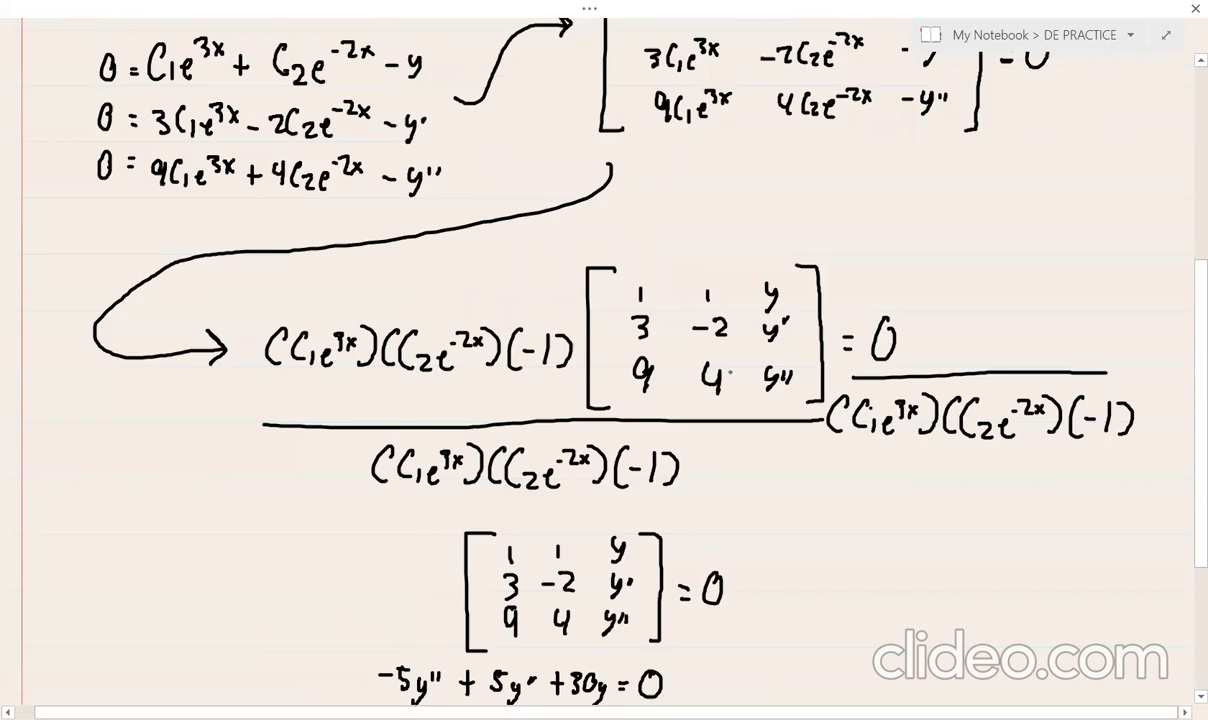 My Notebook > DE PRACTICE
0 = C₁e³ˣ + C₂e⁻²ˣ - y
0 = 3C₁e³ˣ - 2C₂e⁻²ˣ - y'
0 = 9C₁e³ˣ + 4C₂e⁻²ˣ - y''
3C₁e³ˣ -2C₂e⁻²ˣ - y' = 0
9C₁e³ˣ 4C₂e⁻²ˣ - y''
1 1 y
(C₁e³ˣ)(C₂e⁻²ˣ)(-1) 3 -2 y' = 0
9 4 y''
(C₁e³ˣ)(C₂e⁻²ˣ)(-1)
(C₁e³ˣ)(C₂e⁻²ˣ)(-1)
1 1 y
3 -2 y' = 0
9 4 y''
-5y'' + 5y' + 30y = 0
clideo.com